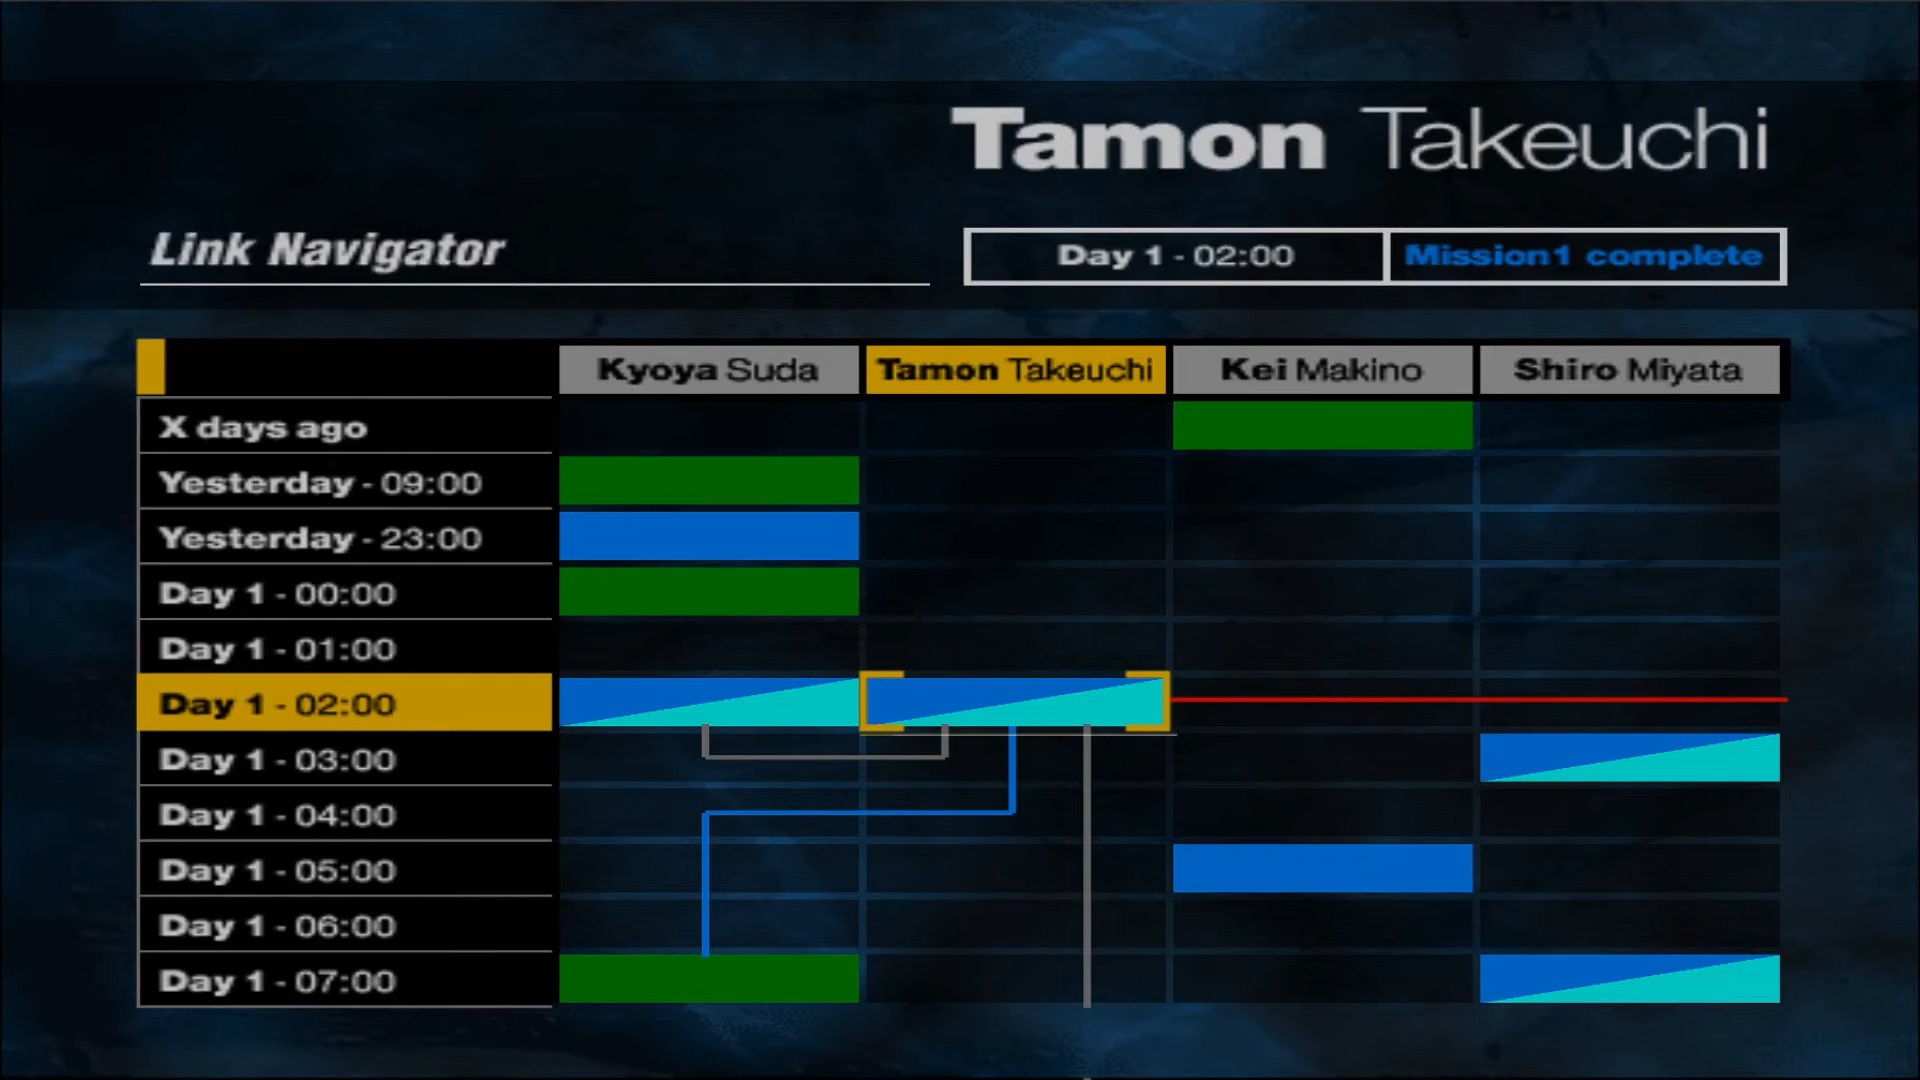 Tamon Takeuchi
Link Navigator
Day 1 - 02:00 Mission1 complete
Kyoya Suda Tamon Takeuchi Kei Makino Shiro Miyata
X days ago
Yesterday - 09:00
Yesterday - 23:00
Day 1 - 00:00
Day 1 - 01:00
Day 1 - 02:00
Day 1 - 03:00
Day 1 - 04:00
Day 1 - 05:00
Day 1 - 06:00
Day 1 - 07:00